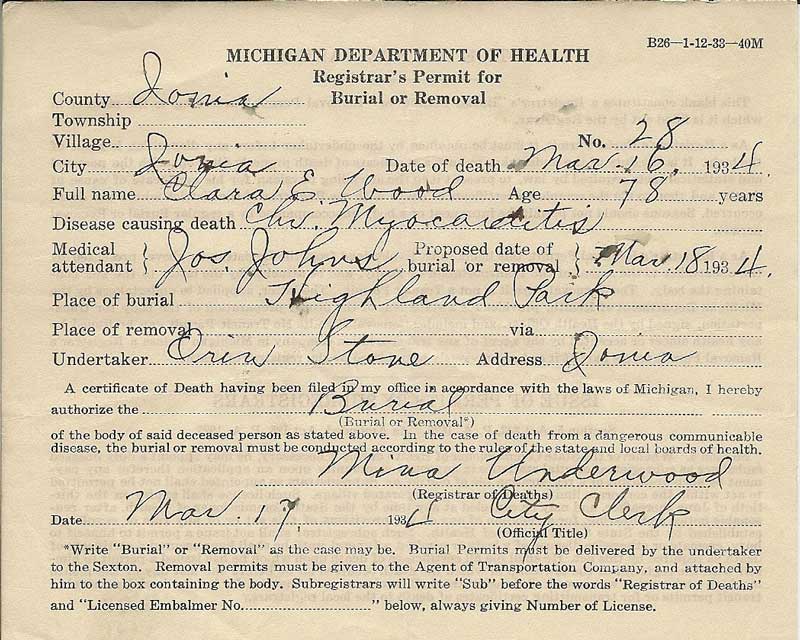 B26—1-12-33—40M
MICHIGAN DEPARTMENT OF HEALTH
Registrar's Permit for
Burial or Removal
County Ionia
Township
Village No. 28
City Ionia Date of death Mar. 16, 1934.
Full name Clara E. Wood Age 78 years
Disease causing death Chr. Myocarditis
Medical attendant } Jos. Johns Proposed date of burial or removal } Mar. 18 1934.
Place of burial Highland Park
Place of removal via
Undertaker Orin Stone Address Ionia
A certificate of Death having been filed in my office in accordance with the laws of Michigan, I hereby
authorize the Burial
(Burial or Removal*)
of the body of said deceased person as stated above. In the case of death from a dangerous communicable
disease, the burial or removal must be conducted according to the rules of the state and local boards of health.
Mina Underwood
(Registrar of Deaths)
Date Mar. 17, 1934 City Clerk
(Official Title)
*Write "Burial" or "Removal" as the case may be. Burial Permits must be delivered by the undertaker
to the Sexton. Removal permits must be given to the Agent of Transportation Company, and attached by
him to the box containing the body. Subregistrars will write "Sub" before the words "Registrar of Deaths"
and "Licensed Embalmer No. " below, always giving Number of License.